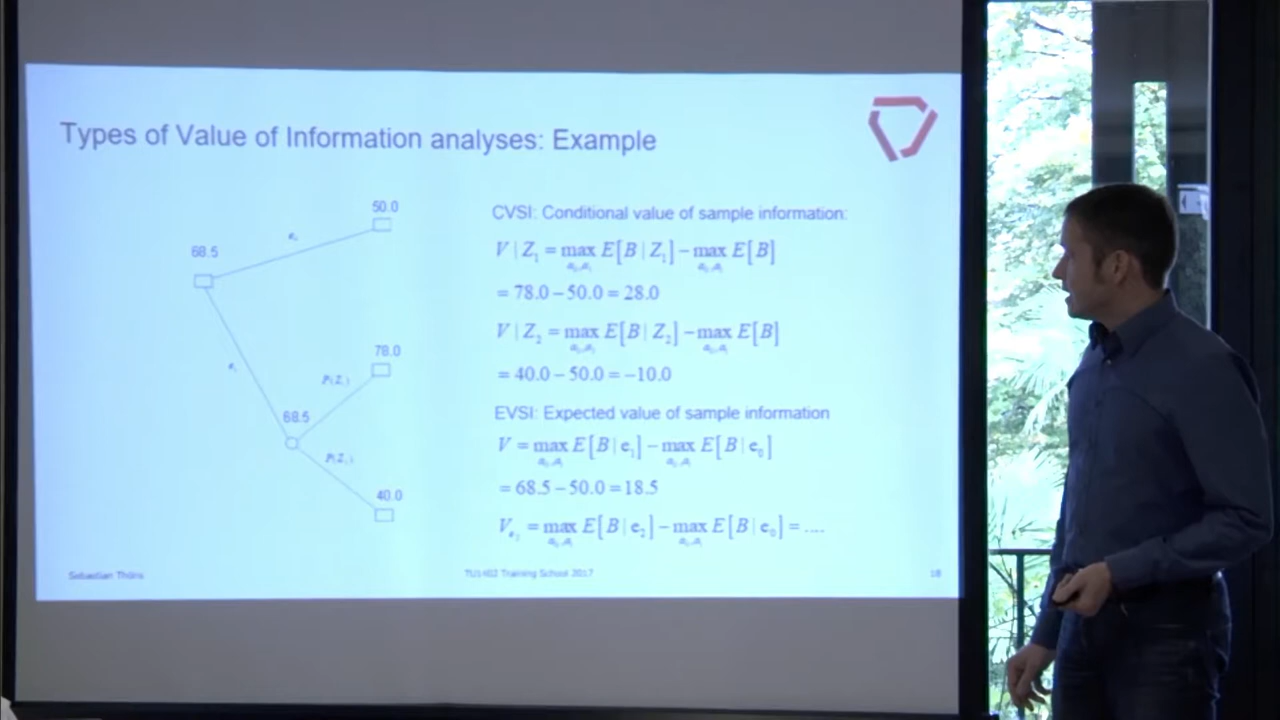 Types of Value of Information analyses: Example
50.0
68.5
78.0
68.5
40.0
CVSI: Conditional value of sample information:
V | Z₁ = max E[B | Z₁] − max E[B]
= 78.0 − 50.0 = 28.0
V | Z₂ = max E[B | Z₂] − max E[B]
= 40.0 − 50.0 = −10.0
EVSI: Expected value of sample information
V = max E[B | e₁] − max E[B | e₀]
= 68.5 − 50.0 = 18.5
V = max E[B | e₂] − max E[B | e₀] = ....
Sebastian Thöns
TU1402 Training School 2017
18